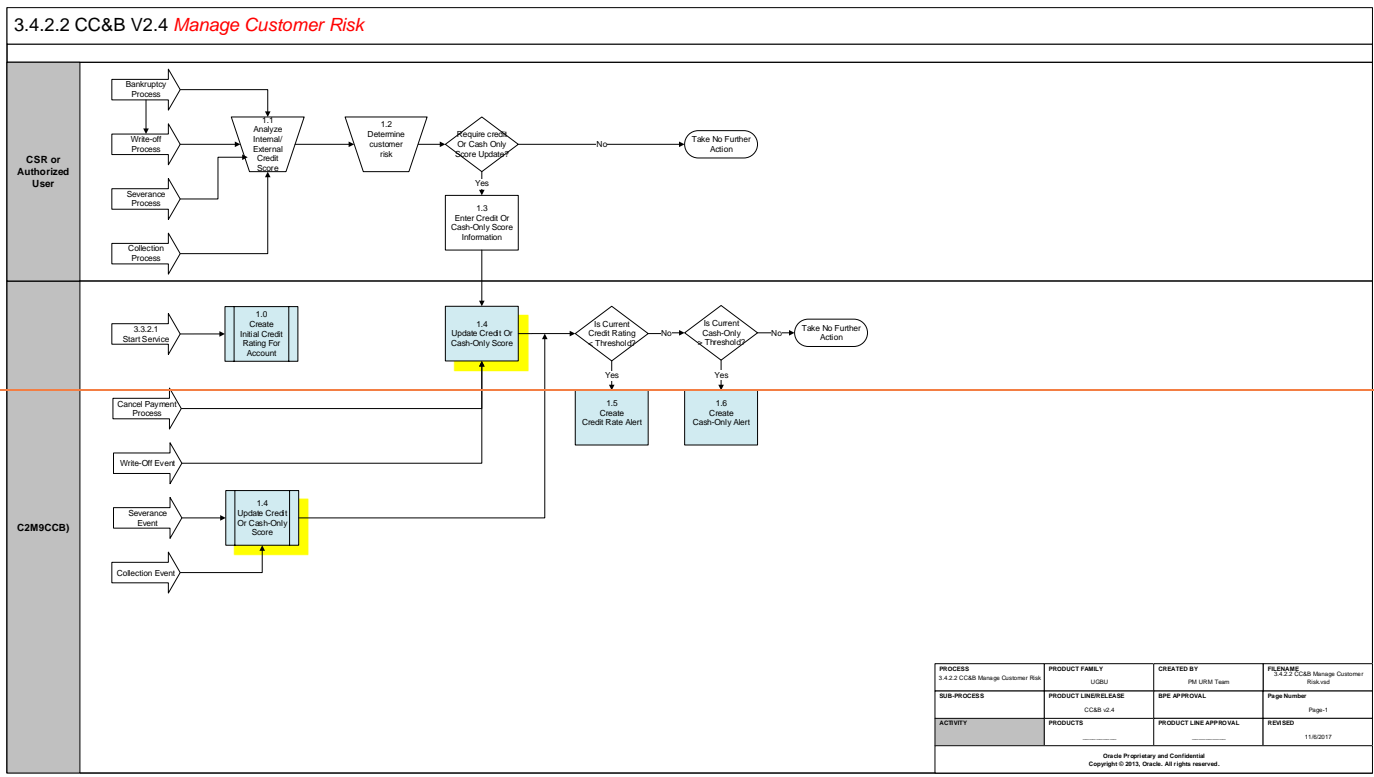 3.4.2.2 CC&B V2.4 Manage Customer Risk
CSR or
Authorized
User
Bankruptcy
Process
Write-off
Process
Severance
Process
Collection
Process
1.1
Analyze
Internal/
External
Credit
Score
1.2
Determine
customer
risk
Require credit
Or Cash Only
Score Update?
No
Take No Further
Action
Yes
1.3
Enter Credit Or
Cash-Only Score
Information
C2M9CCB)
3.3.2.1
Start Service
1.0
Create
Initial Credit
Rating For
Account
1.4
Update Credit Or
Cash-Only Score
Is Current
Credit Rating
< Threshold?
No
Is Current
Cash-Only
> Threshold?
No
Take No Further
Action
Yes
Yes
Cancel Payment
Process
1.5
Create
Credit Rate Alert
1.6
Create
Cash-Only Alert
Write-Off Event
Severance
Event
1.4
Update Credit
Or Cash-Only
Score
Collection Event
PROCESS
3.4.2.2 CC&B Manage Customer Risk
PRODUCT FAMILY
UGBU
CREATED BY
PM URM Team
FILENAME
3.4.2.2 CC&B Manage Customer
Risk.vsd
SUB-PROCESS
PRODUCT LINE/RELEASE
CC&B v2.4
BPE APPROVAL
Page Number
Page-1
ACTIVITY
PRODUCTS
PRODUCT LINE APPROVAL
REVISED
11/6/2017
Oracle Proprietary and Confidential
Copyright © 2013, Oracle. All rights reserved.